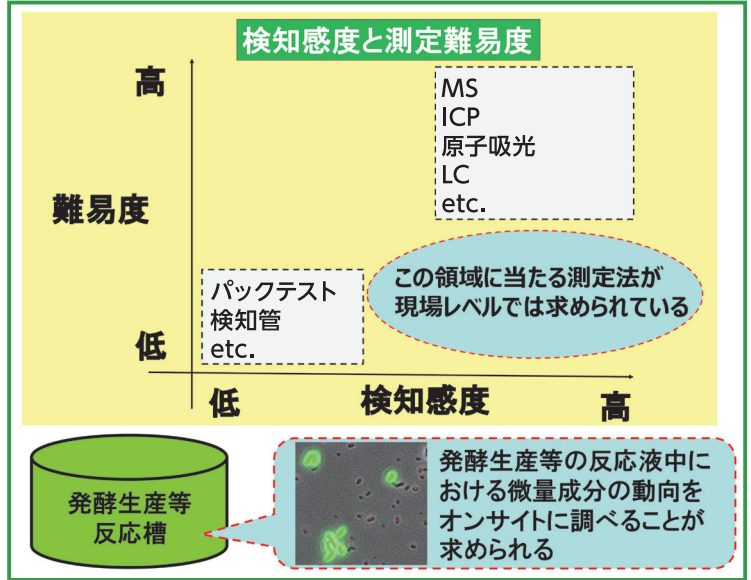 検知感度と測定難易度
高
難易度
低
MS
ICP
原子吸光
LC
etc.
パックテスト
検知管
etc.
この領域に当たる測定法が
現場レベルでは求められている
低
検知感度
高
発酵生産等
反応槽
発酵生産等の反応液中に
おける微量成分の動向を
オンサイトに調べることが
求められる